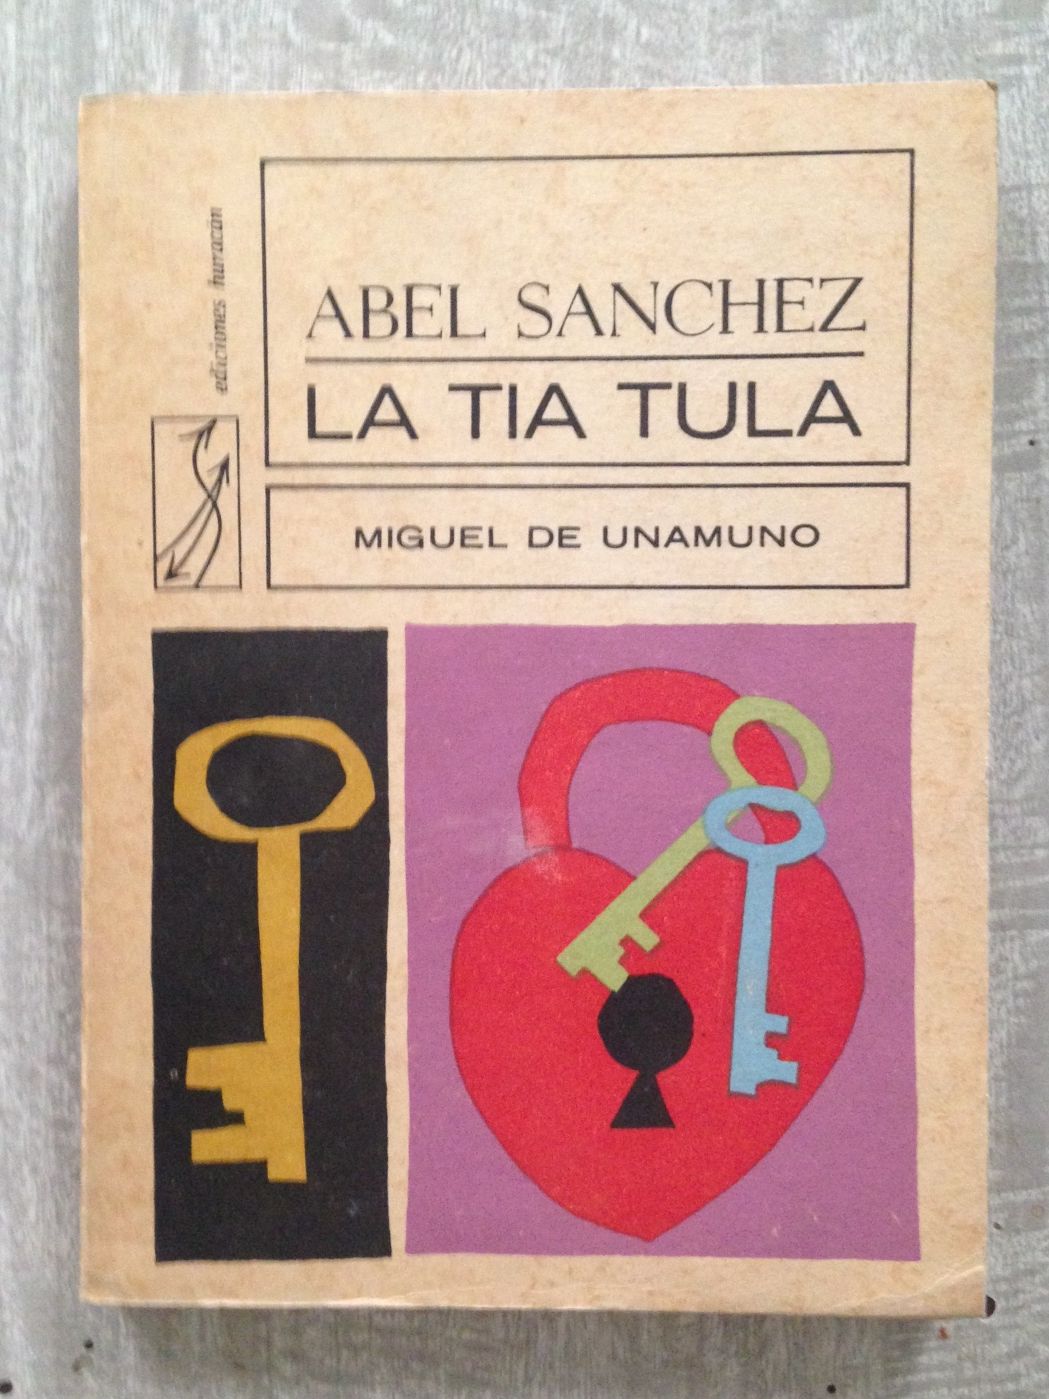 ediciones huracán
ABEL SANCHEZ
LA TIA TULA
MIGUEL DE UNAMUNO